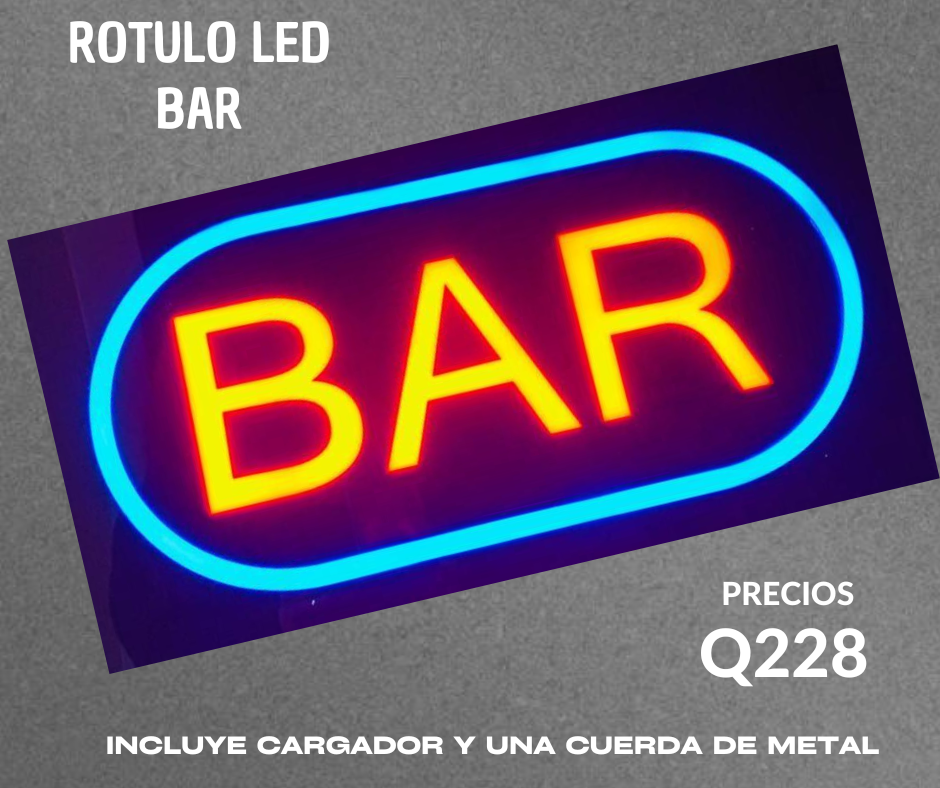 ROTULO LED
BAR
BAR
PRECIOS
Q228
INCLUYE CARGADOR Y UNA CUERDA DE METAL